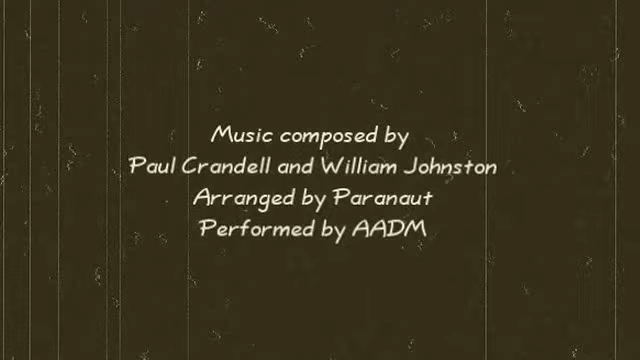 Music composed by
Paul Crandell and William Johnston
Arranged by Paranaut
Performed by AADM